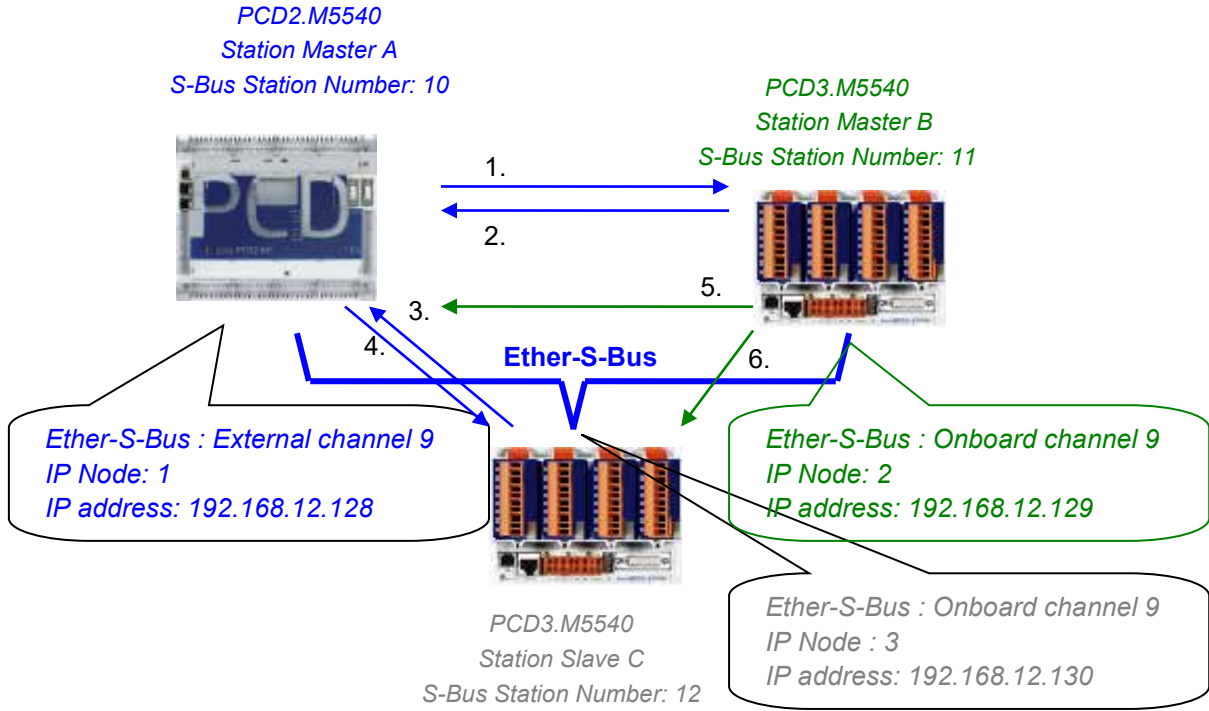 PCD2.M5540
Station Master A
S-Bus Station Number: 10
PCD3.M5540
Station Master B
S-Bus Station Number: 11
PCD
1.
2.
3.
4.
5.
6.
Ether-S-Bus
Ether-S-Bus : External channel 9
IP Node: 1
IP address: 192.168.12.128
Ether-S-Bus : Onboard channel 9
IP Node: 2
IP address: 192.168.12.129
PCD3.M5540
Station Slave C
S-Bus Station Number: 12
Ether-S-Bus : Onboard channel 9
IP Node : 3
IP address: 192.168.12.130